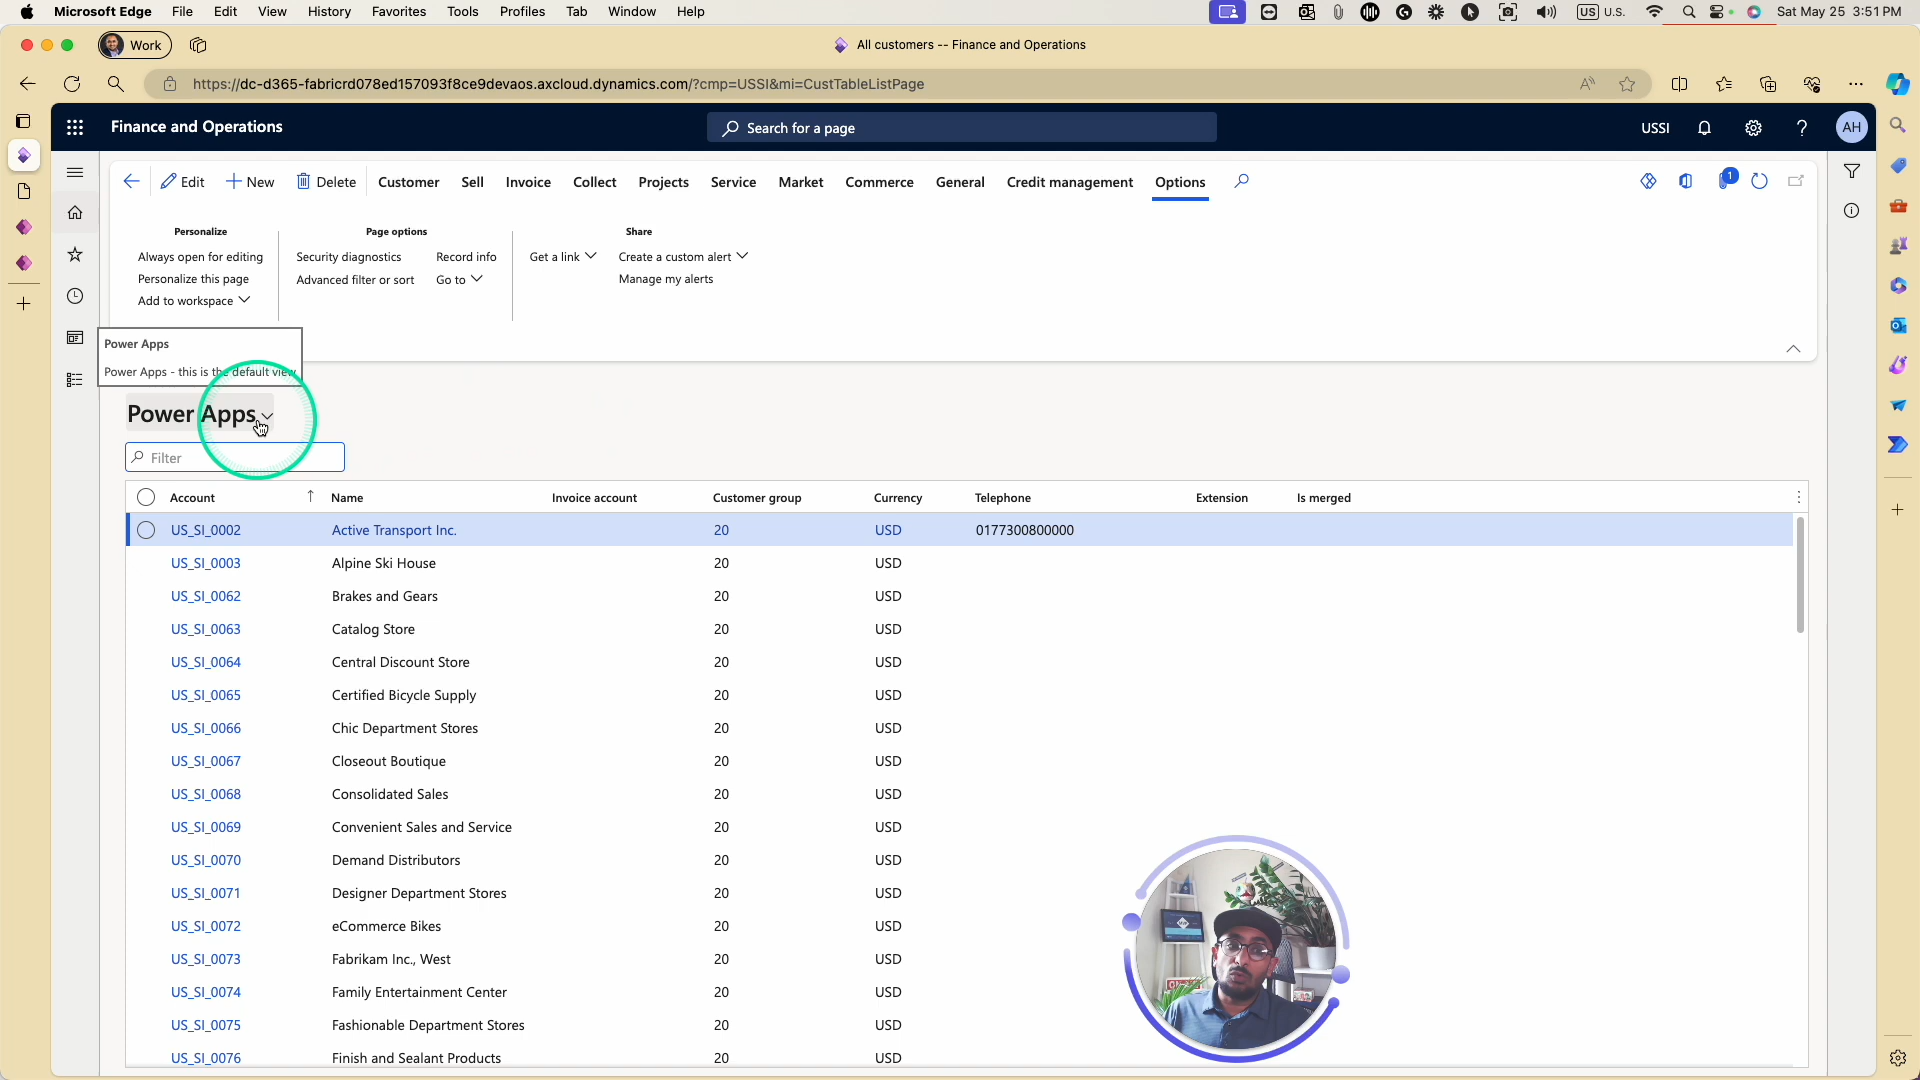 Microsoft Edge File Edit View History Favorites Tools Profiles Tab Window Help US U.S. Sat May 25 3:51 PM
Work
All customers -- Finance and Operations
https://dc-d365-fabricrd078ed157093f8ce9devaos.axcloud.dynamics.com/?cmp=USSI&mi=CustTableListPage
Finance and Operations
Search for a page
USSI
AH
Edit New Delete Customer Sell Invoice Collect Projects Service Market Commerce General Credit management Options 1
Personalize
Always open for editing
Personalize this page
Add to workspace
Page options
Security diagnostics Record info
Advanced filter or sort Go to
Share
Get a link Create a custom alert
Manage my alerts
Power Apps
Power Apps - this is the default view
Power Apps
Filter
Account Name Invoice account Customer group Currency Telephone Extension Is merged
US_SI_0002 Active Transport Inc. 20 USD 0177300800000
US_SI_0003 Alpine Ski House 20 USD
US_SI_0062 Brakes and Gears 20 USD
US_SI_0063 Catalog Store 20 USD
US_SI_0064 Central Discount Store 20 USD
US_SI_0065 Certified Bicycle Supply 20 USD
US_SI_0066 Chic Department Stores 20 USD
US_SI_0067 Closeout Boutique 20 USD
US_SI_0068 Consolidated Sales 20 USD
US_SI_0069 Convenient Sales and Service 20 USD
US_SI_0070 Demand Distributors 20 USD
US_SI_0071 Designer Department Stores 20 USD
US_SI_0072 eCommerce Bikes 20 USD
US_SI_0073 Fabrikam Inc., West 20 USD
US_SI_0074 Family Entertainment Center 20 USD
US_SI_0075 Fashionable Department Stores 20 USD
US_SI_0076 Finish and Sealant Products 20 USD